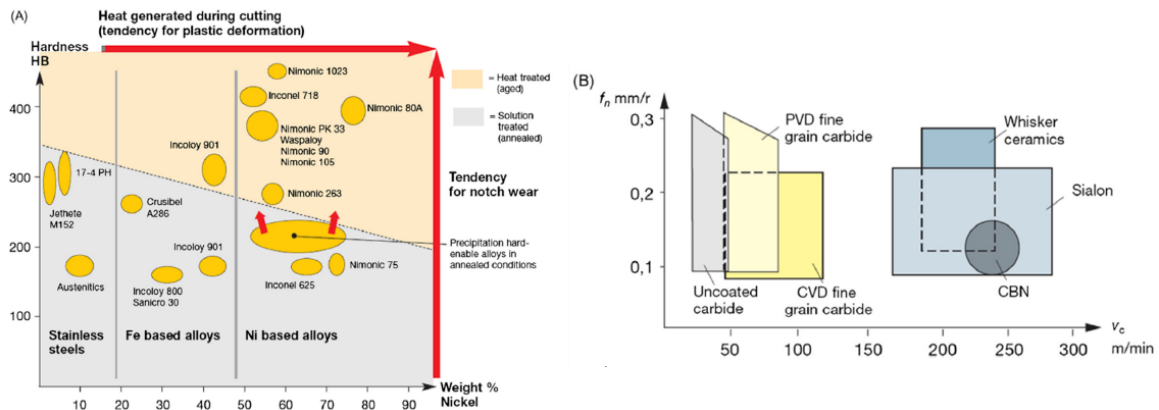 (A)
Heat generated during cutting
(tendency for plastic deformation)
Hardness
HB
400
300
200
100
Nimonic 1023
Inconel 718
Nimonic 80A
Nimonic PK 33
Waspaloy
Nimonic 90
Nimonic 105
Incoloy 901
17-4 PH
Nimonic 263
Jethete
M152
Crusibel
A286
Incoloy 901
Austenitics
Incoloy 800
Sanicro 30
Inconel 625
Nimonic 75
Stainless
steels
Fe based alloys
Ni based alloys
10 20 30 40 50 60 70 80 90
Weight %
Nickel
= Heat treated
(aged)
= Solution
treated
(annealed)
Tendency
for notch wear
Precipitation hard-
enable alloys in
annealed conditions
(B)
fn mm/r
0,3
0,2
0,1
PVD fine
grain carbide
Whisker
ceramics
Sialon
Uncoated
carbide
CVD fine
grain carbide
CBN
50 100 150 200 250 300
vc
m/min